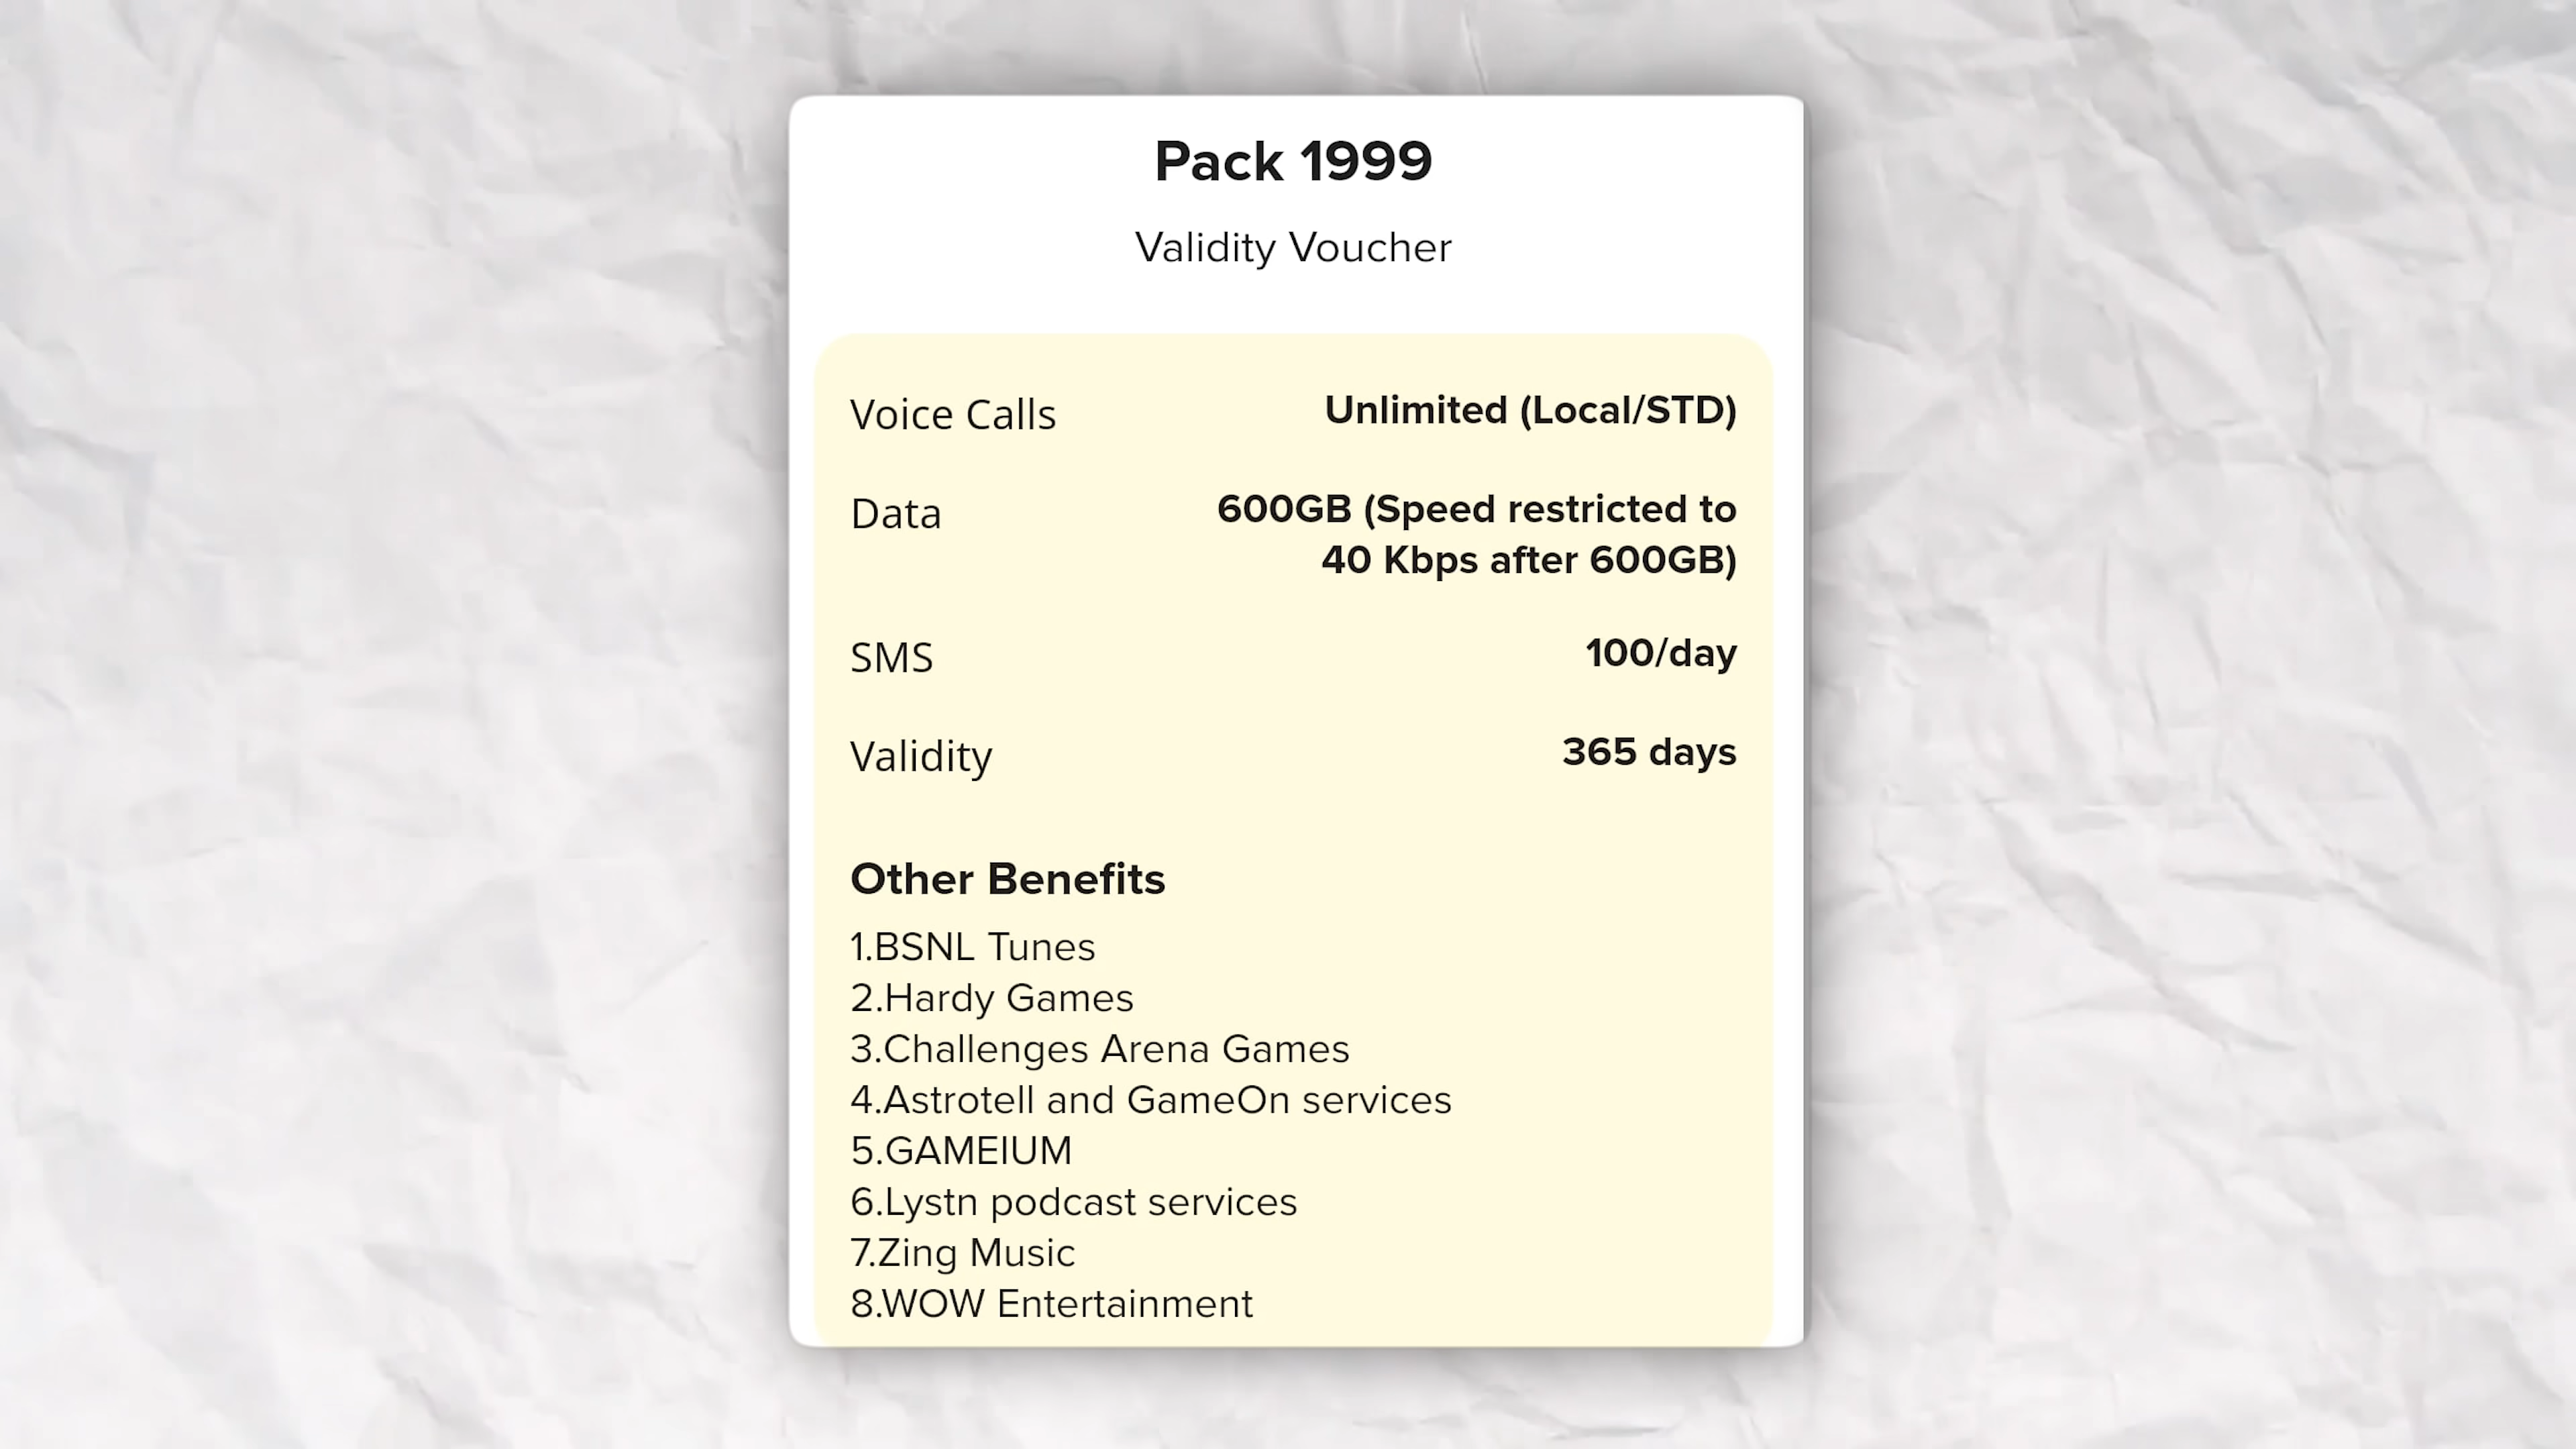 Pack 1999
Validity Voucher
Voice Calls Unlimited (Local/STD)
Data 600GB (Speed restricted to
40 Kbps after 600GB)
SMS 100/day
Validity 365 days
Other Benefits
1.BSNL Tunes
2.Hardy Games
3.Challenges Arena Games
4.Astrotell and GameOn services
5.GAMEIUM
6.Lystn podcast services
7.Zing Music
8.WOW Entertainment